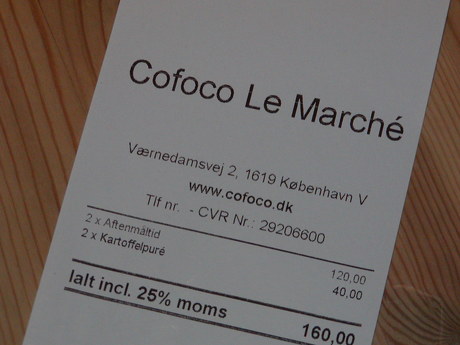 Cofoco Le Marché
Værnedamsvej 2, 1619 København V
www.cofoco.dk
Tlf nr. - CVR Nr.: 29206600
2 x Aftenmåltid 120,00
2 x Kartoffelpuré 40,00
Ialt incl. 25% moms 160,00